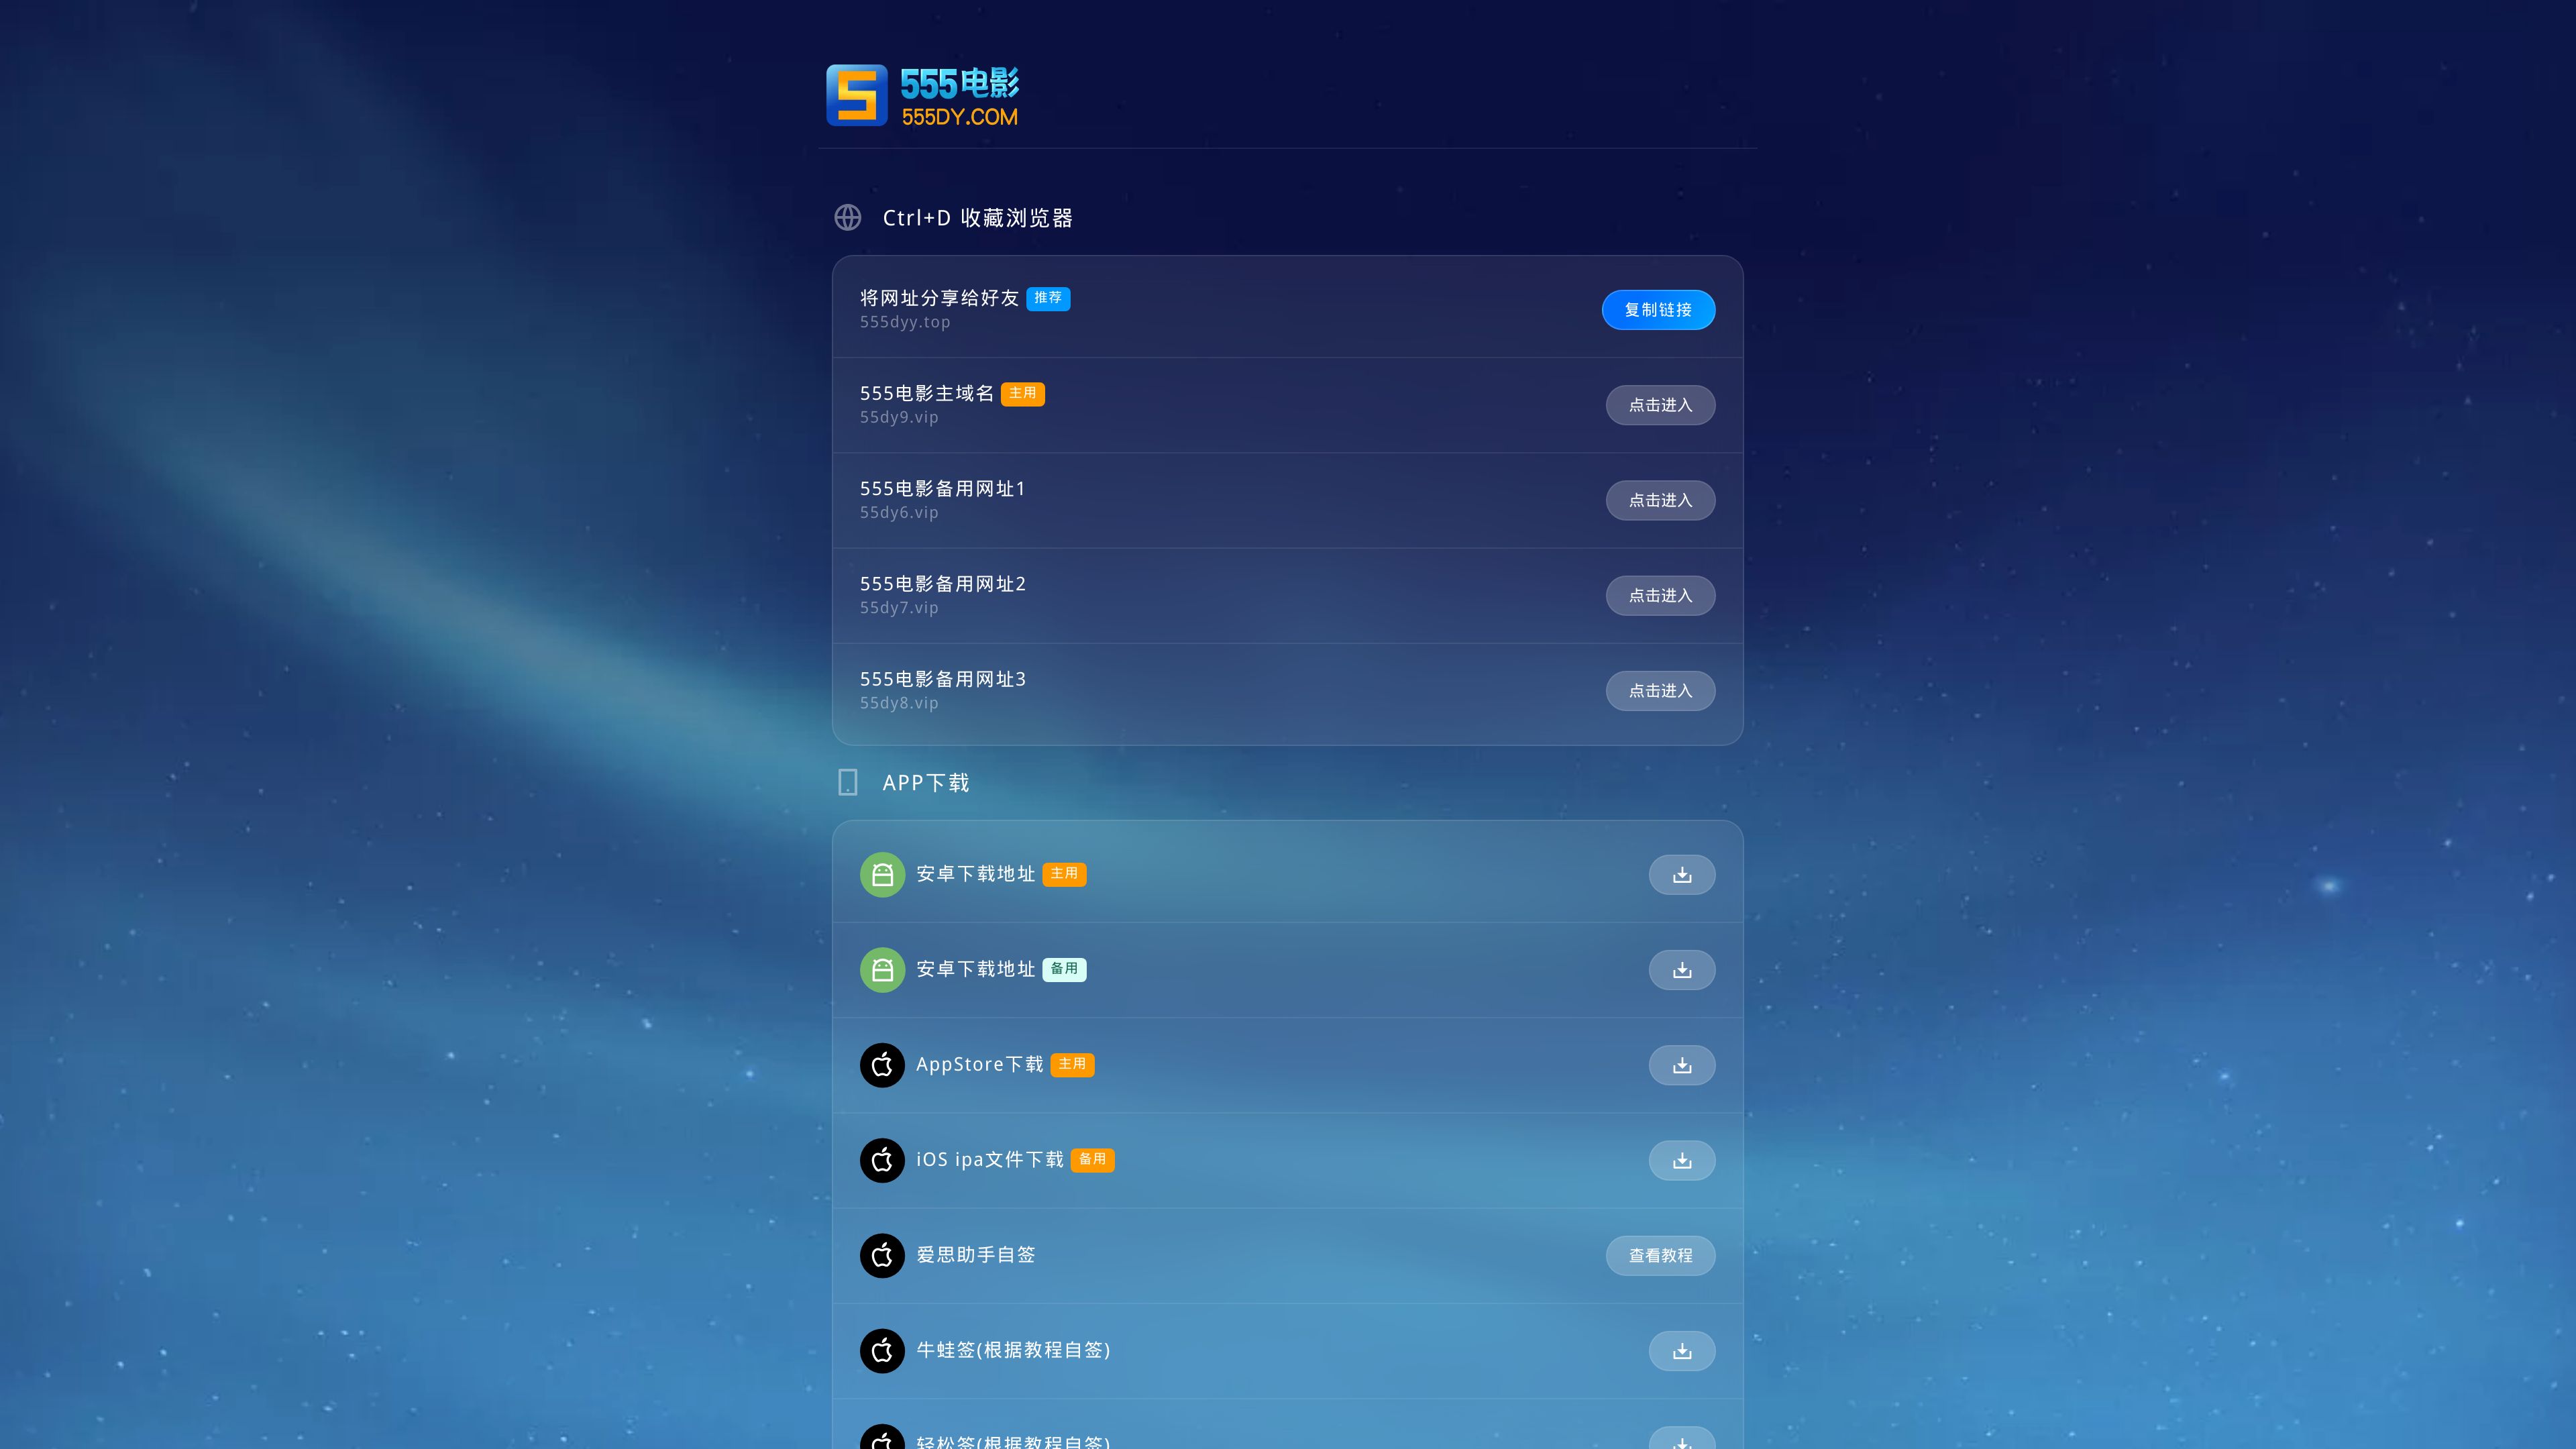 555电影
555DY.COM
Ctrl+D 收藏浏览器
将网址分享给好友 推荐
555dyy.top
复制链接
555电影主域名 主用
55dy9.vip
点击进入
555电影备用网址1
55dy6.vip
点击进入
555电影备用网址2
55dy7.vip
点击进入
555电影备用网址3
55dy8.vip
点击进入
APP下载
安卓下载地址 主用
安卓下载地址 备用
AppStore下载 主用
iOS ipa文件下载 备用
爱思助手自签
查看教程
牛蛙签(根据教程自签)
轻松签(根据教程自签)